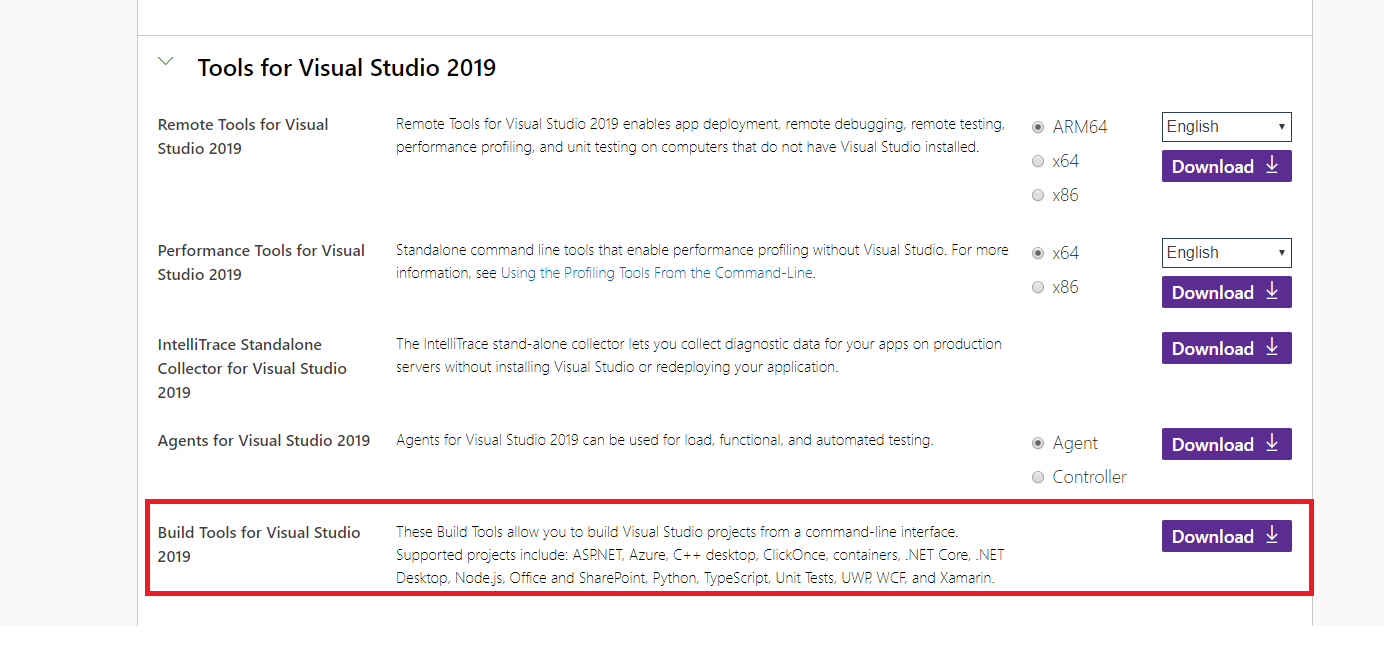 Tools for Visual Studio 2019
Remote Tools for Visual
Studio 2019
Remote Tools for Visual Studio 2019 enables app deployment, remote debugging, remote testing,
performance profiling, and unit testing on computers that do not have Visual Studio installed.
ARM64
x64
x86
English
Download
Performance Tools for Visual
Studio 2019
Standalone command line tools that enable performance profiling without Visual Studio. For more
information, see Using the Profiling Tools From the Command-Line.
x64
x86
English
Download
IntelliTrace Standalone
Collector for Visual Studio
2019
The IntelliTrace stand-alone collector lets you collect diagnostic data for your apps on production
servers without installing Visual Studio or redeploying your application.
Download
Agents for Visual Studio 2019
Agents for Visual Studio 2019 can be used for load, functional, and automated testing.
Agent
Controller
Download
Build Tools for Visual Studio
2019
These Build Tools allow you to build Visual Studio projects from a command-line interface.
Supported projects include: ASP.NET, Azure, C++ desktop, ClickOnce, containers, .NET Core, .NET
Desktop, Node.js, Office and SharePoint, Python, TypeScript, Unit Tests, UWP, WCF, and Xamarin.
Download